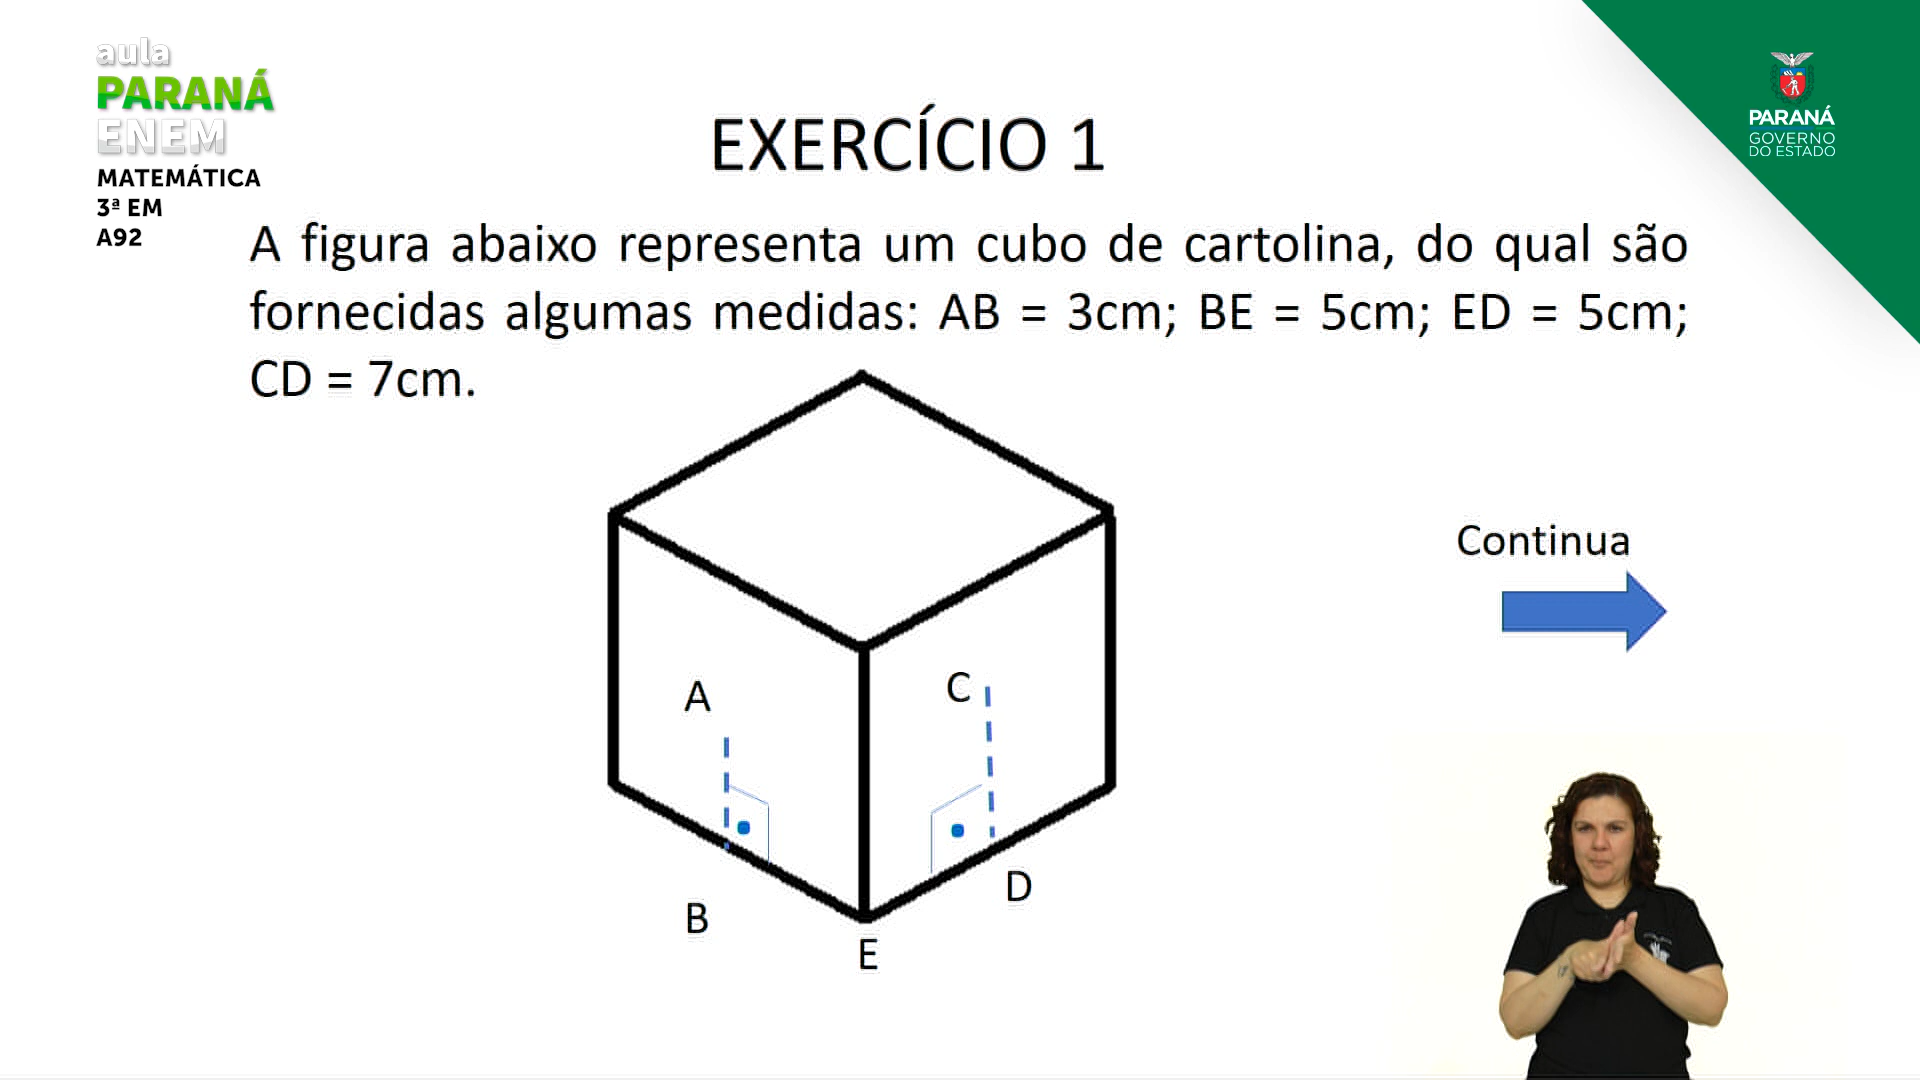 aula
PARANÁ
ENEM
MATEMÁTICA
3ª EM
A92
PARANÁ
GOVERNO
DO ESTADO
EXERCÍCIO 1
A figura abaixo representa um cubo de cartolina, do qual são
fornecidas algumas medidas: AB = 3cm; BE = 5cm; ED = 5cm;
CD = 7cm.
Continua
A
C
B
D
E